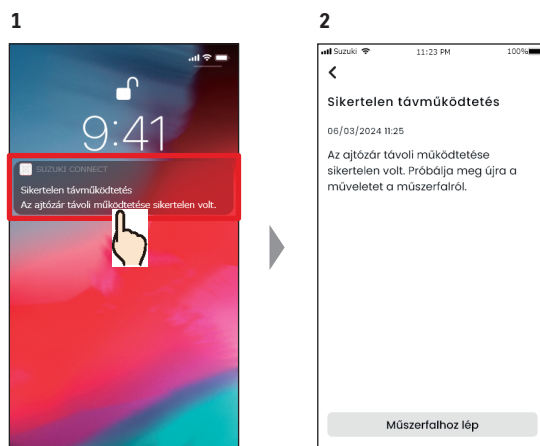 1
9:41
SUZUKI CONNECT
Sikertelen távműködtetés
Az ajtózár távoli működtetése sikertelen volt.
2
Suzuki 11:23 PM 100%
Sikertelen távműködtetés
06/03/2024 11:25
Az ajtózár távoli működtetése
sikertelen volt. Próbálja meg újra a
műveletet a műszerfalról.
Műszerfalhoz lép